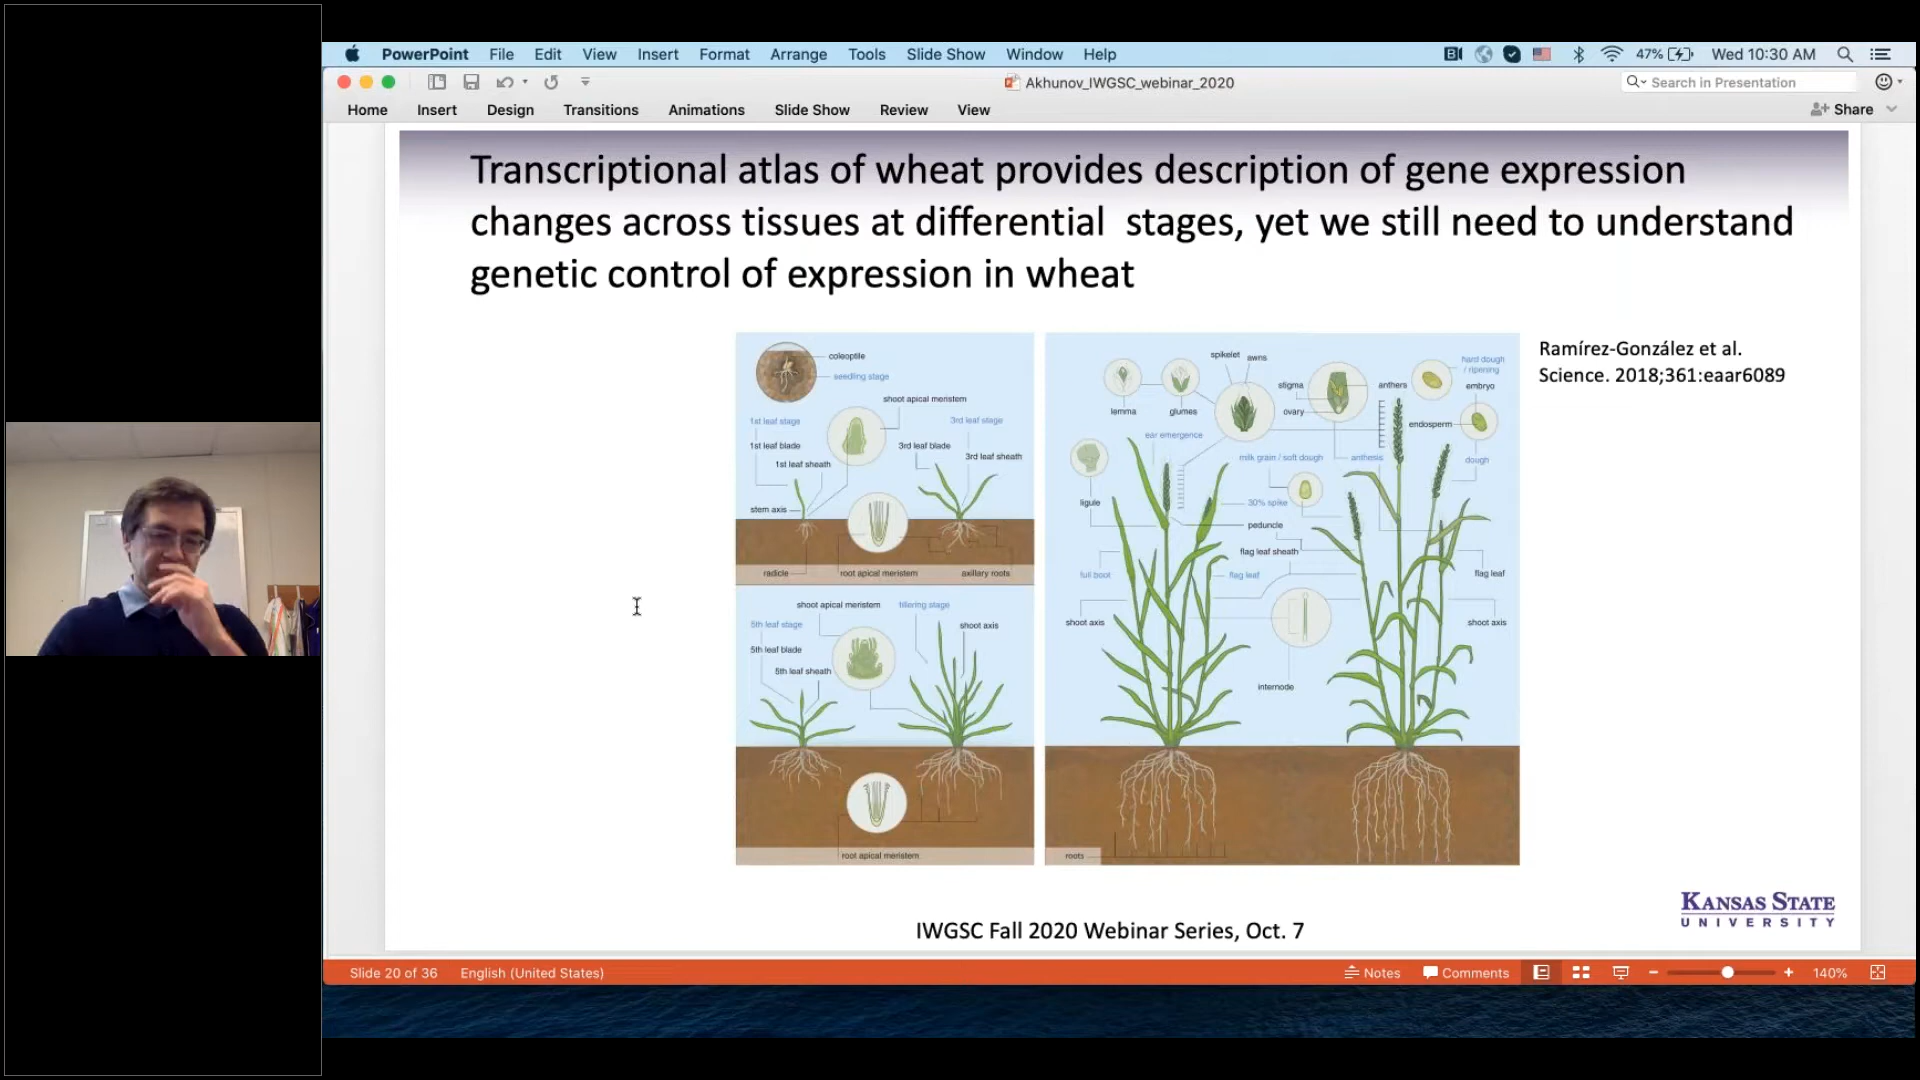 PowerPoint File Edit View Insert Format Arrange Tools Slide Show Window Help
47% Wed 10:30 AM
Akhunov_IWGSC_webinar_2020
Search in Presentation
Home Insert Design Transitions Animations Slide Show Review View
Share
Transcriptional atlas of wheat provides description of gene expression
changes across tissues at differential stages, yet we still need to understand
genetic control of expression in wheat
coleoptile
seedling stage
shoot apical meristem
1st leaf stage
3rd leaf stage
1st leaf blade
3rd leaf blade
1st leaf sheath
3rd leaf sheath
stem axis
radicle
root apical meristem
axillary roots
shoot apical meristem
tillering stage
5th leaf stage
shoot axis
5th leaf blade
5th leaf sheath
root apical meristem
spikelet
awns
lemma
glumes
stigma
ovary
anthers
hard dough
/ ripening
embryo
endosperm
ear emergence
milk grain / soft dough
anthesis
dough
ligule
30% spike
peduncle
flag leaf sheath
full boot
flag leaf
flag leaf
shoot axis
shoot axis
internode
roots
Ramírez-González et al.
Science. 2018;361:eaar6089
IWGSC Fall 2020 Webinar Series, Oct. 7
KANSAS STATE
UNIVERSITY
Slide 20 of 36 English (United States)
Notes Comments 140%